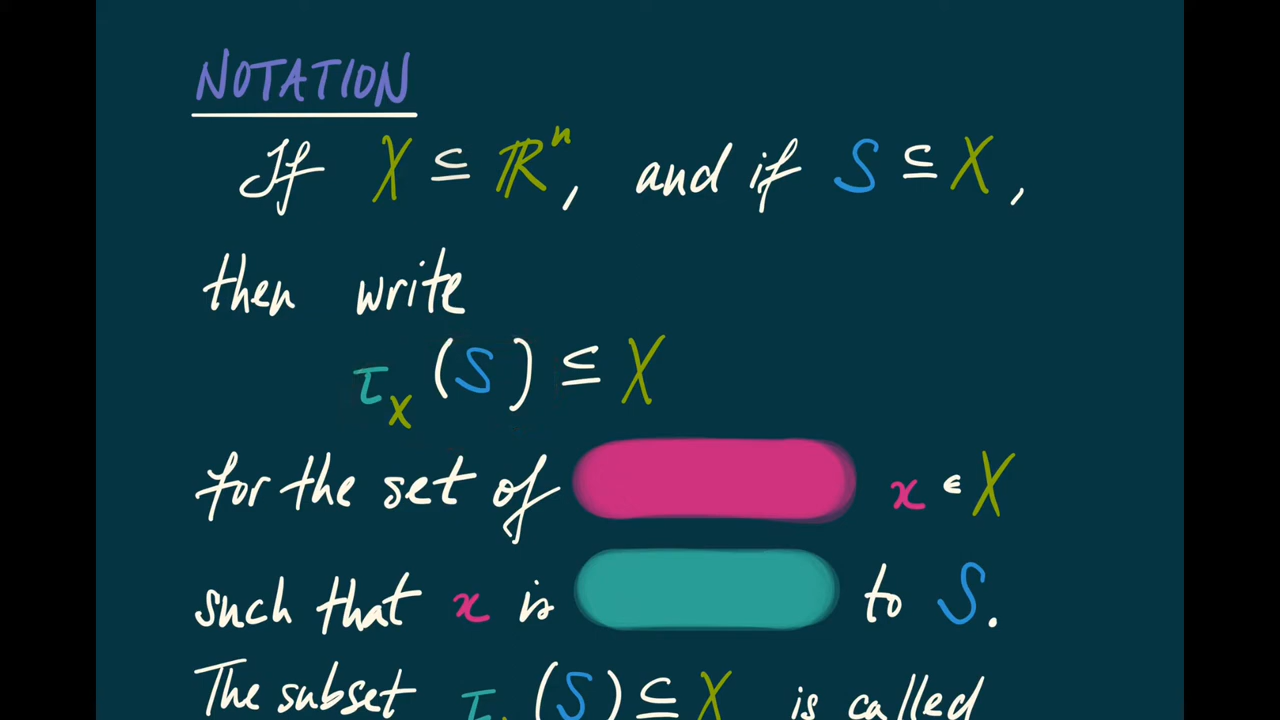 NOTATION
If X ⊆ ℝⁿ, and if S ⊆ X,
then write
τ_X (S) ⊆ X
for the set of x ∈ X
such that x is to S.
The subset τ_X (S) ⊆ X is called